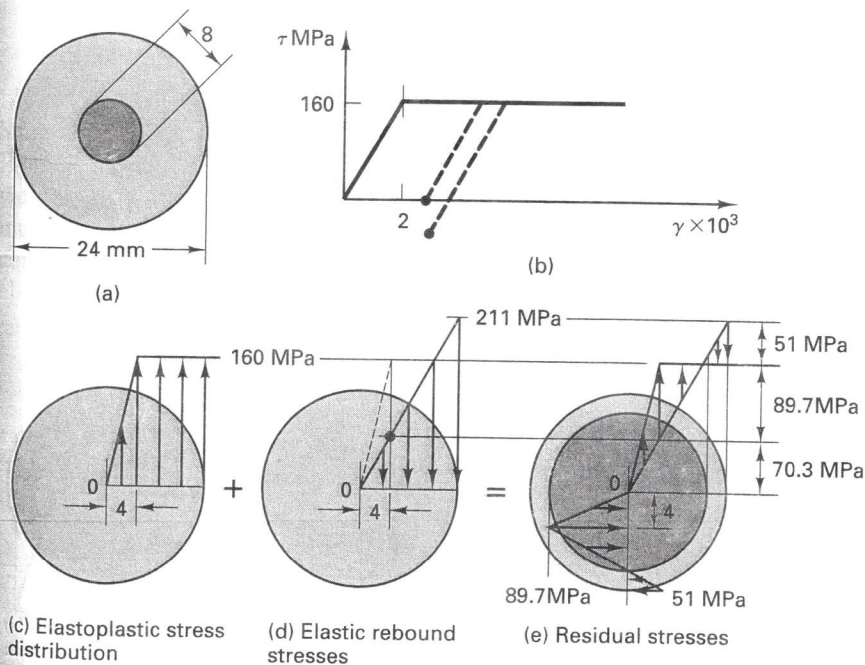 8
24 mm
(a)
τ MPa
160
2
γ × 10³
(b)
160 MPa
0
4
(c) Elastoplastic stress
distribution
+
211 MPa
0
4
(d) Elastic rebound
stresses
=
51 MPa
89.7MPa
70.3 MPa
0
4
89.7MPa
51 MPa
(e) Residual stresses